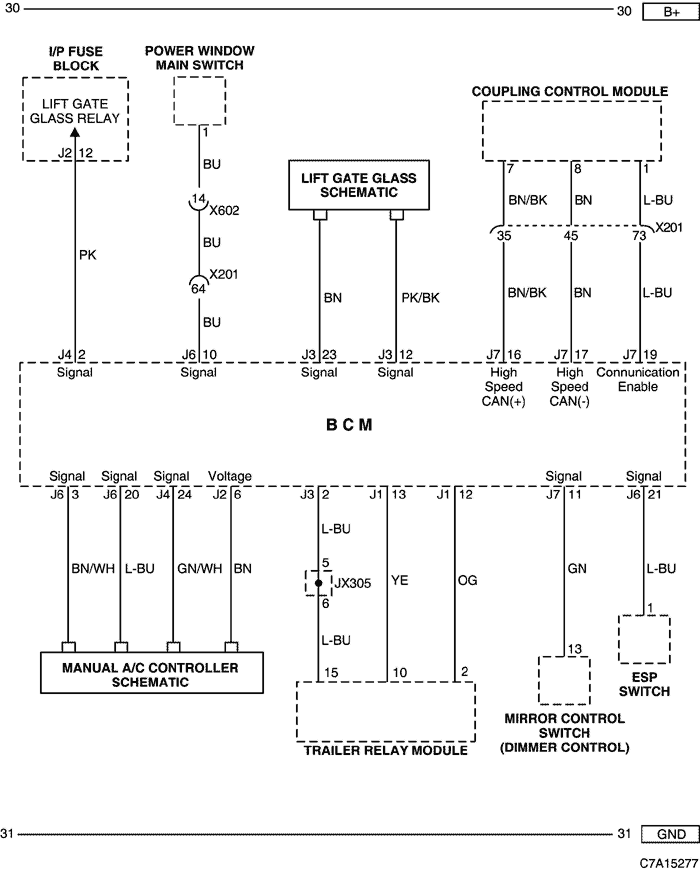 30 30 B+
I/P FUSE
BLOCK
POWER WINDOW
MAIN SWITCH
COUPLING CONTROL MODULE
LIFT GATE
GLASS RELAY
J2 12
1
BU
LIFT GATE GLASS
SCHEMATIC
7 8 1
BN/BK BN L-BU
14 X602
X201
35 45 73
PK
BU
X201
64
BN PK/BK
BN/BK BN L-BU
BU
J4 2 J6 10 J3 23 J3 12 J7 16 J7 17 J7 19
Signal Signal Signal Signal High High Connunication
Speed Speed Enable
CAN(+) CAN(-)
B C M
Signal Signal Signal Voltage Signal Signal
J6 3 J6 20 J4 24 J2 6 J3 2 J1 13 J1 12 J7 11 J6 21
L-BU
BN/WH L-BU GN/WH BN
5
JX305
6
YE OG GN L-BU
1
L-BU
MANUAL A/C CONTROLLER
SCHEMATIC
15 10 2
13
ESP
SWITCH
TRAILER RELAY MODULE
MIRROR CONTROL
SWITCH
(DIMMER CONTROL)
31 31 GND
C7A15277